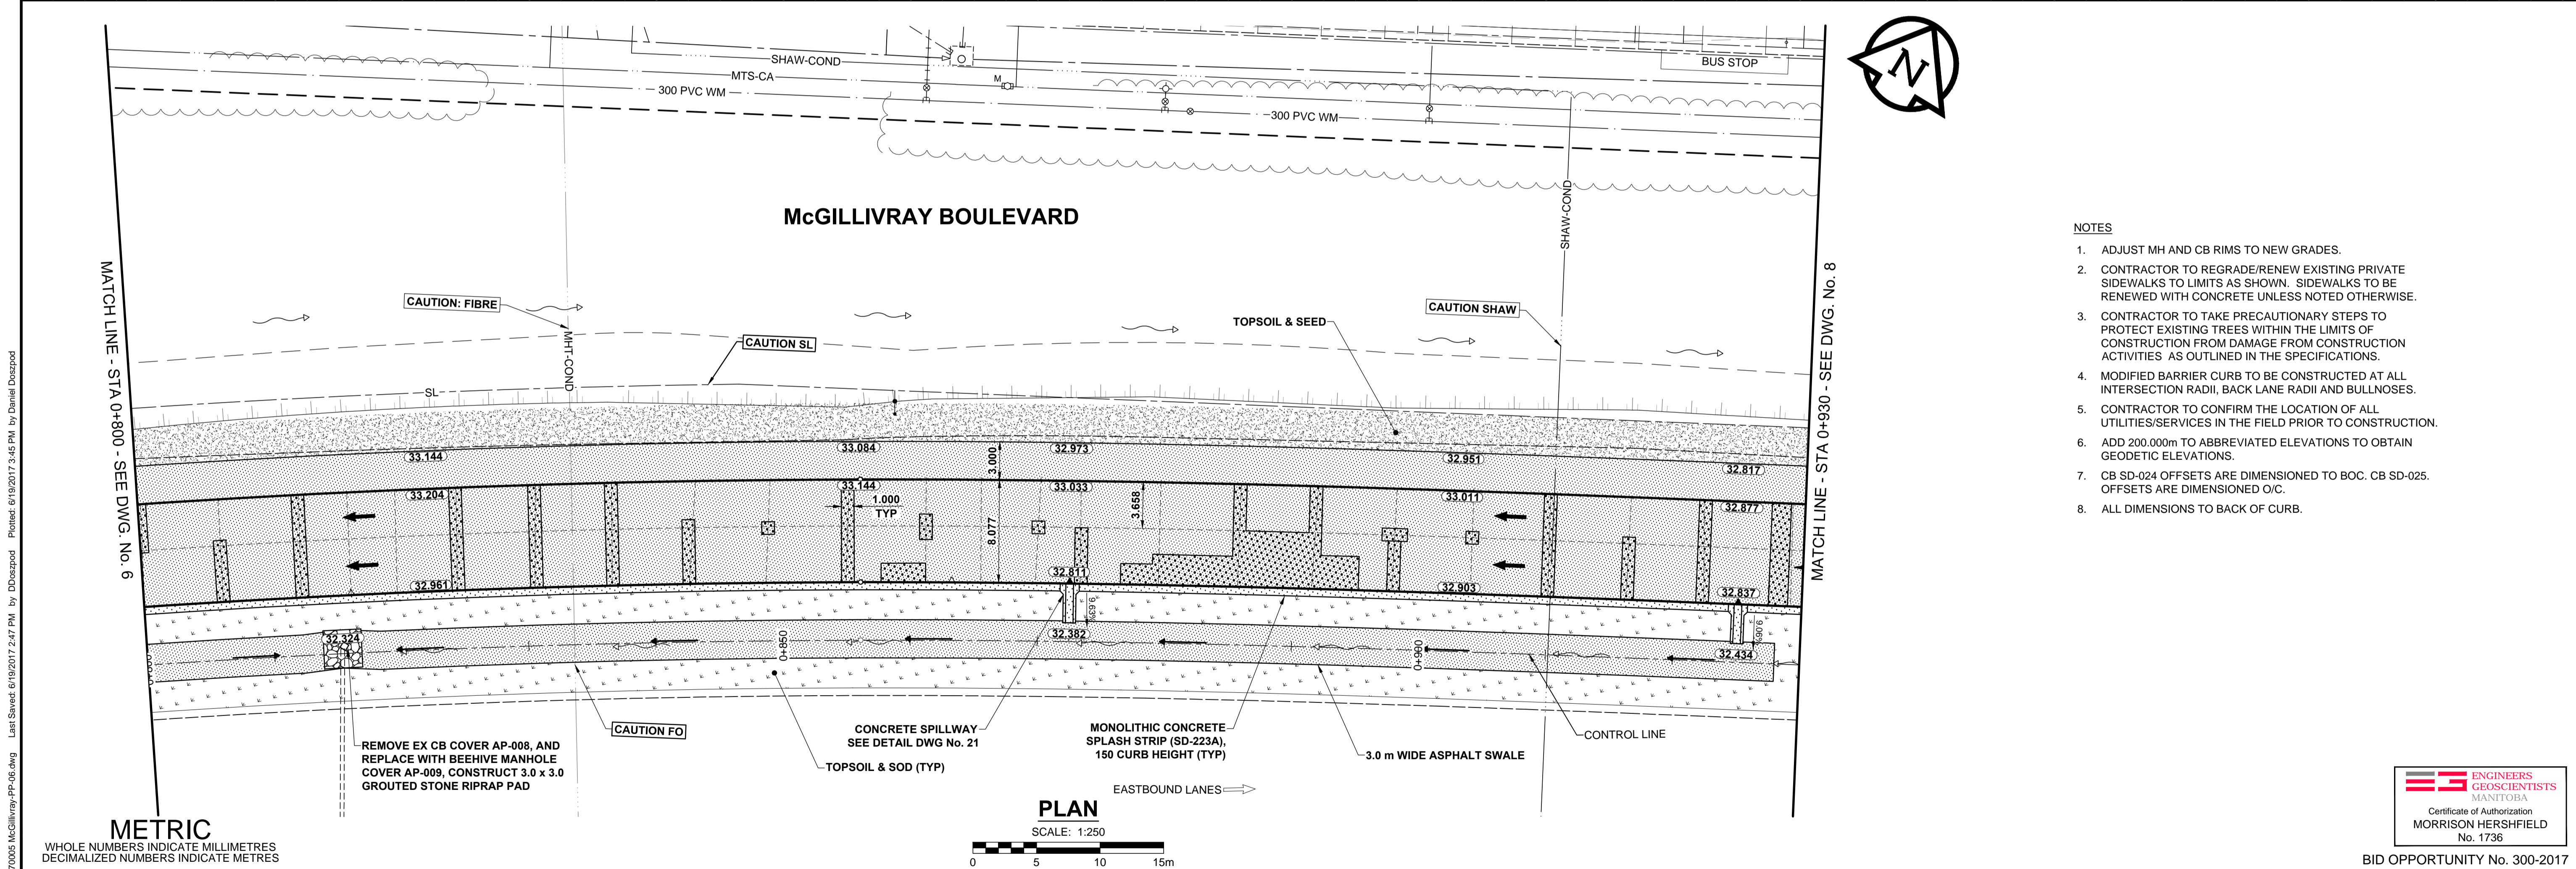 SHAW-COND
MTS-CA
300 PVC WM
M
300 PVC WM
BUS STOP
N
McGILLIVRAY BOULEVARD
SHAW-COND
MATCH LINE - STA 0+800 - SEE DWG. No. 6
CAUTION: FIBRE
MHT-COND
CAUTION SL
SL
TOPSOIL & SEED
CAUTION SHAW
MATCH LINE - STA 0+930 - SEE DWG. No. 8
33.144
33.084
32.973
3.000
32.951
32.817
33.204
33.144
33.033
33.011
32.877
1.000
TYP
3.658
8.077
32.961
32.811
32.903
32.837
9.63%
9.06%
32.324
32.382
32.434
0+850
0+900
REMOVE EX CB COVER AP-008, AND
REPLACE WITH BEEHIVE MANHOLE
COVER AP-009, CONSTRUCT 3.0 x 3.0
GROUTED STONE RIPRAP PAD
CAUTION FO
TOPSOIL & SOD (TYP)
CONCRETE SPILLWAY
SEE DETAIL DWG No. 21
MONOLITHIC CONCRETE
SPLASH STRIP (SD-223A),
150 CURB HEIGHT (TYP)
3.0 m WIDE ASPHALT SWALE
CONTROL LINE
EASTBOUND LANES
PLAN
SCALE: 1:250
0 5 10 15m
METRIC
WHOLE NUMBERS INDICATE MILLIMETRES
DECIMALIZED NUMBERS INDICATE METRES
70005 McGillivray-PP-06.dwg Last Saved: 6/19/2017 2:47 PM by DDoszpod Plotted: 6/19/2017 3:45 PM by Daniel Doszpod
NOTES
1. ADJUST MH AND CB RIMS TO NEW GRADES.
2. CONTRACTOR TO REGRADE/RENEW EXISTING PRIVATE
SIDEWALKS TO LIMITS AS SHOWN. SIDEWALKS TO BE
RENEWED WITH CONCRETE UNLESS NOTED OTHERWISE.
3. CONTRACTOR TO TAKE PRECAUTIONARY STEPS TO
PROTECT EXISTING TREES WITHIN THE LIMITS OF
CONSTRUCTION FROM DAMAGE FROM CONSTRUCTION
ACTIVITIES AS OUTLINED IN THE SPECIFICATIONS.
4. MODIFIED BARRIER CURB TO BE CONSTRUCTED AT ALL
INTERSECTION RADII, BACK LANE RADII AND BULLNOSES.
5. CONTRACTOR TO CONFIRM THE LOCATION OF ALL
UTILITIES/SERVICES IN THE FIELD PRIOR TO CONSTRUCTION.
6. ADD 200.000m TO ABBREVIATED ELEVATIONS TO OBTAIN
GEODETIC ELEVATIONS.
7. CB SD-024 OFFSETS ARE DIMENSIONED TO BOC. CB SD-025.
OFFSETS ARE DIMENSIONED O/C.
8. ALL DIMENSIONS TO BACK OF CURB.
ENGINEERS
GEOSCIENTISTS
MANITOBA
Certificate of Authorization
MORRISON HERSHFIELD
No. 1736
BID OPPORTUNITY No. 300-2017